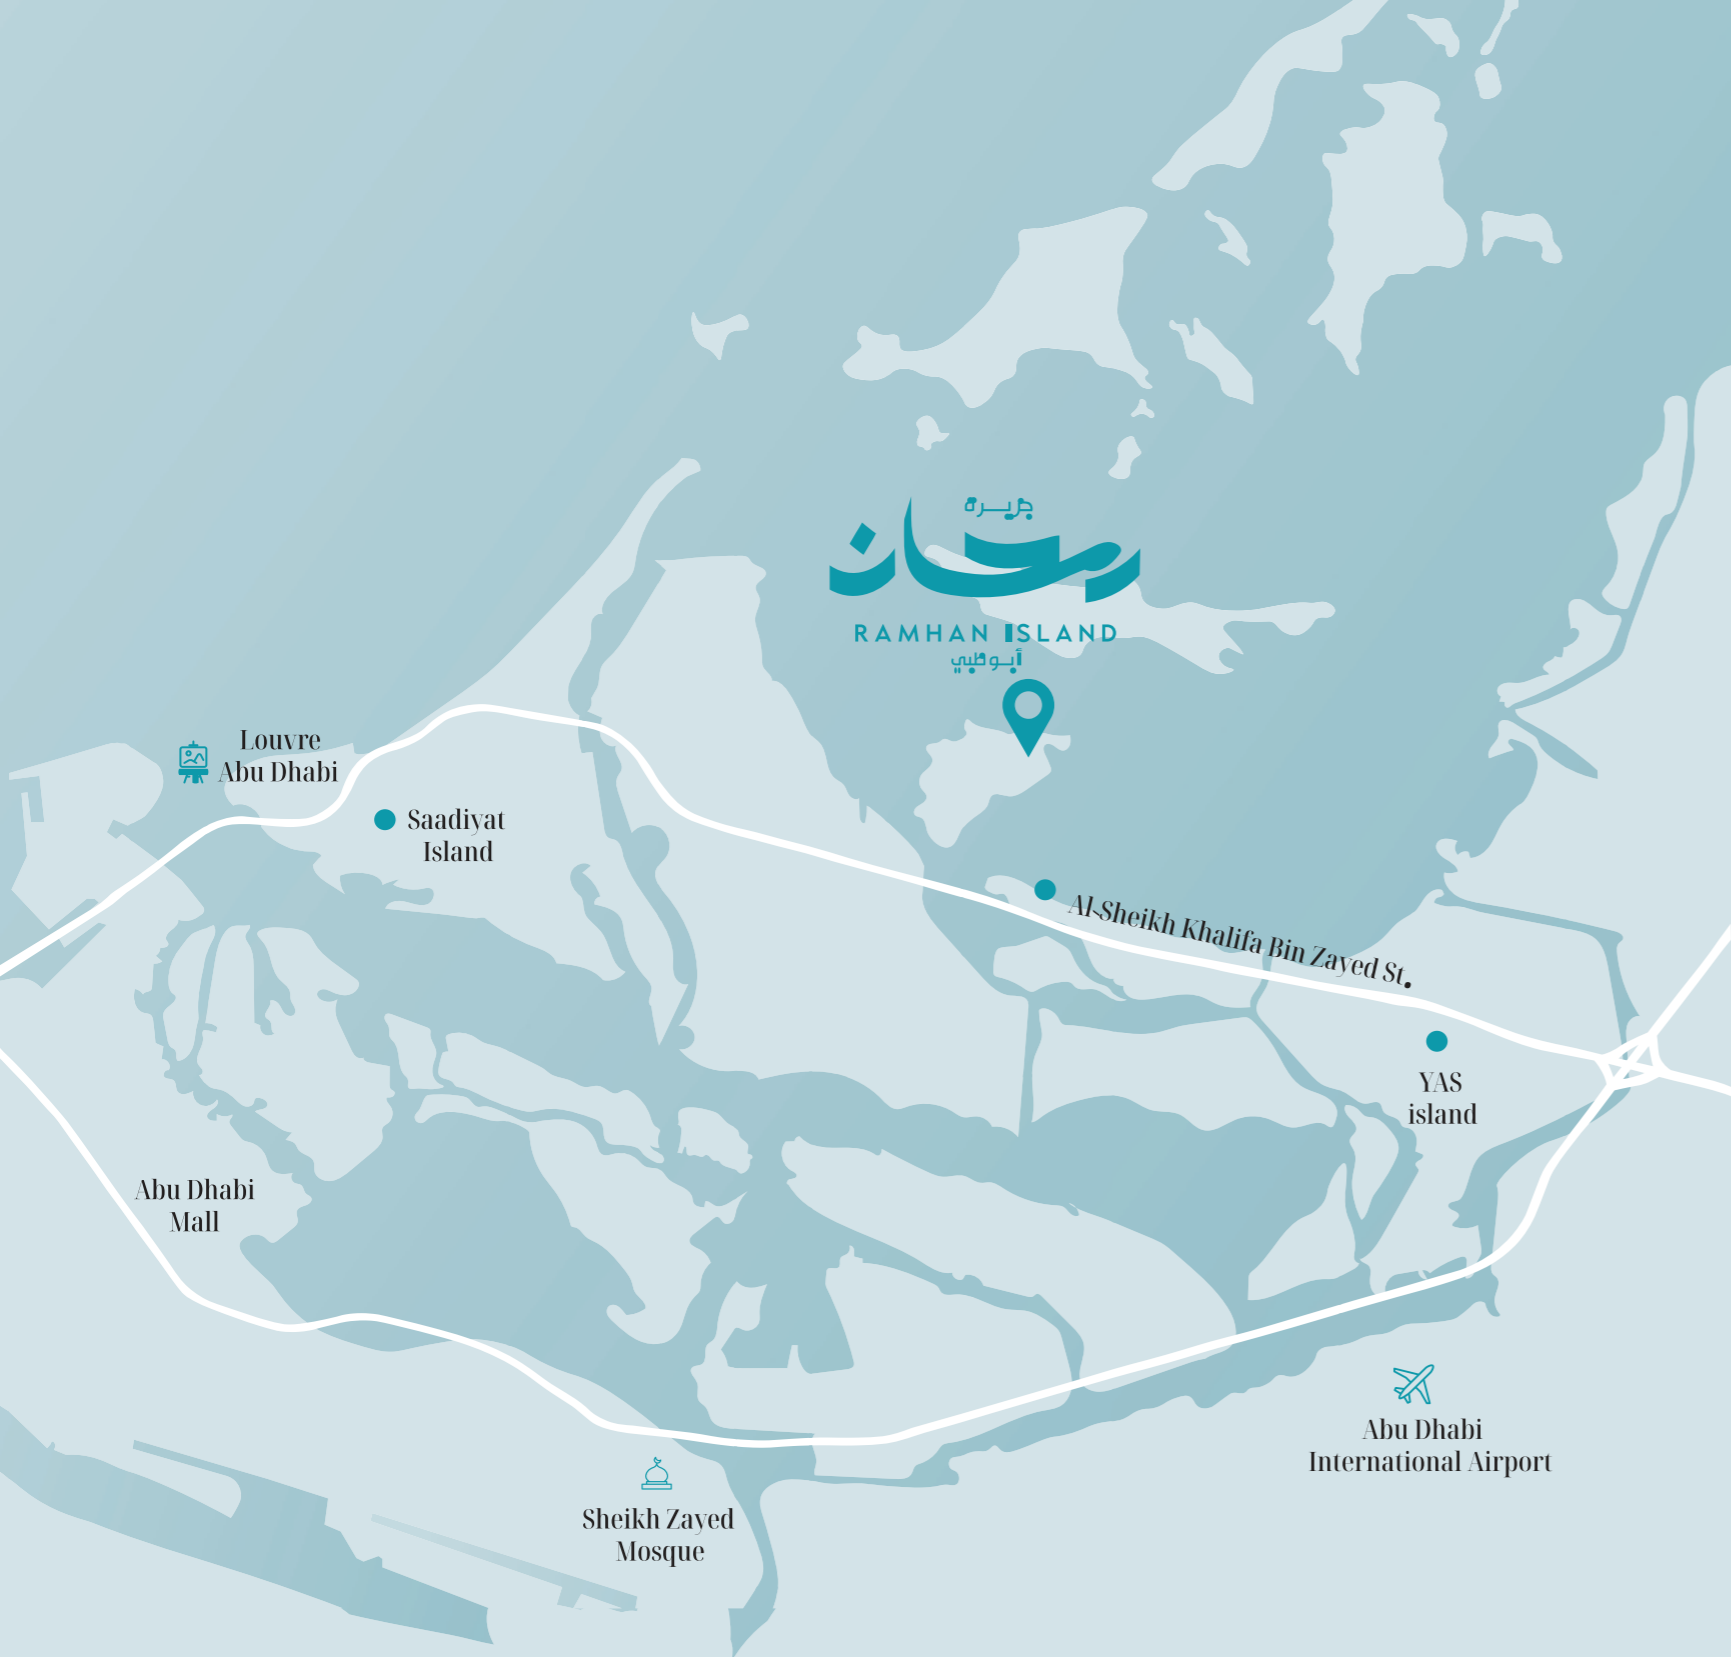 جزيرة
رمحان
RAMHAN ISLAND
أبوظبي
Louvre
Abu Dhabi
Saadiyat
Island
Al-Sheikh Khalifa Bin Zayed St.
YAS
island
Abu Dhabi
Mall
Abu Dhabi
International Airport
Sheikh Zayed
Mosque